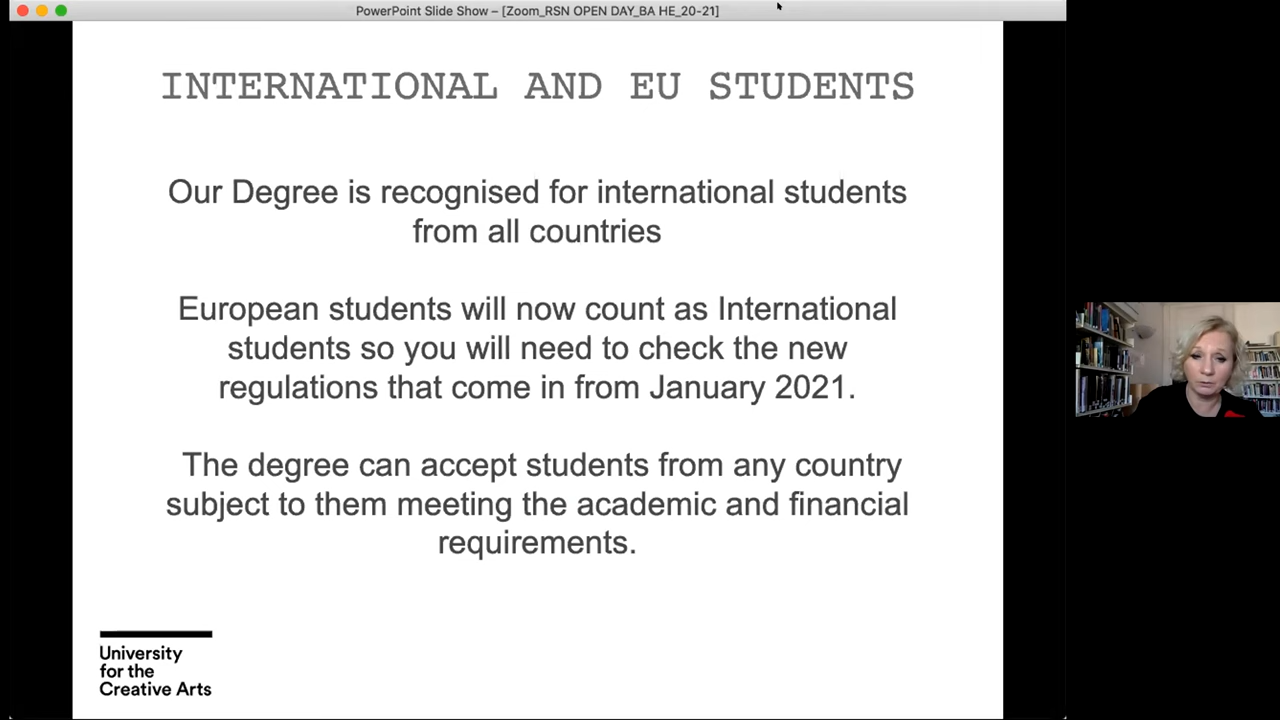 PowerPoint Slide Show – [Zoom_RSN OPEN DAY_BA HE_20-21]
INTERNATIONAL AND EU STUDENTS
Our Degree is recognised for international students
from all countries
European students will now count as International
students so you will need to check the new
regulations that come in from January 2021.
The degree can accept students from any country
subject to them meeting the academic and financial
requirements.
University
for the
Creative Arts